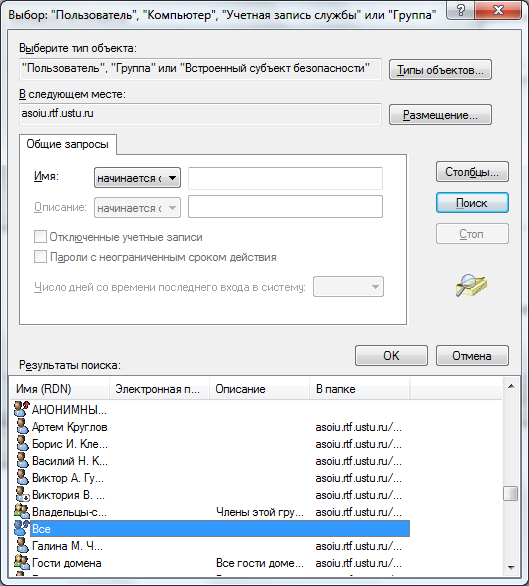 Выбор: "Пользователь", "Компьютер", "Учетная запись службы" или "Группа"
Выберите тип объекта:
"Пользователь", "Группа" или "Встроенный субъект безопасности"
Типы объектов...
В следующем месте:
asoiu.rtf.ustu.ru
Размещение...
Общие запросы
Имя:
начинается с
Столбцы...
Описание:
начинается с
Поиск
Отключенные учетные записи
Стоп
Пароли с неограниченным сроком действия
Число дней со времени последнего входа в систему:
OK
Отмена
Результаты поиска:
Имя (RDN) Электронная п... Описание В папке
АНОНИМНЫ...
Артем Круглов asoiu.rtf.ustu.ru/...
Борис И. Кле... asoiu.rtf.ustu.ru/...
Василий Н. К... asoiu.rtf.ustu.ru/...
Виктор А. Гу... asoiu.rtf.ustu.ru/...
Виктория В. ... asoiu.rtf.ustu.ru/...
Владельцы-с... Члены этой гру... asoiu.rtf.ustu.ru/...
Все
Галина М. Ч... asoiu.rtf.ustu.ru/...
Гости домена Все гости доме... asoiu.rtf.ustu.ru/...